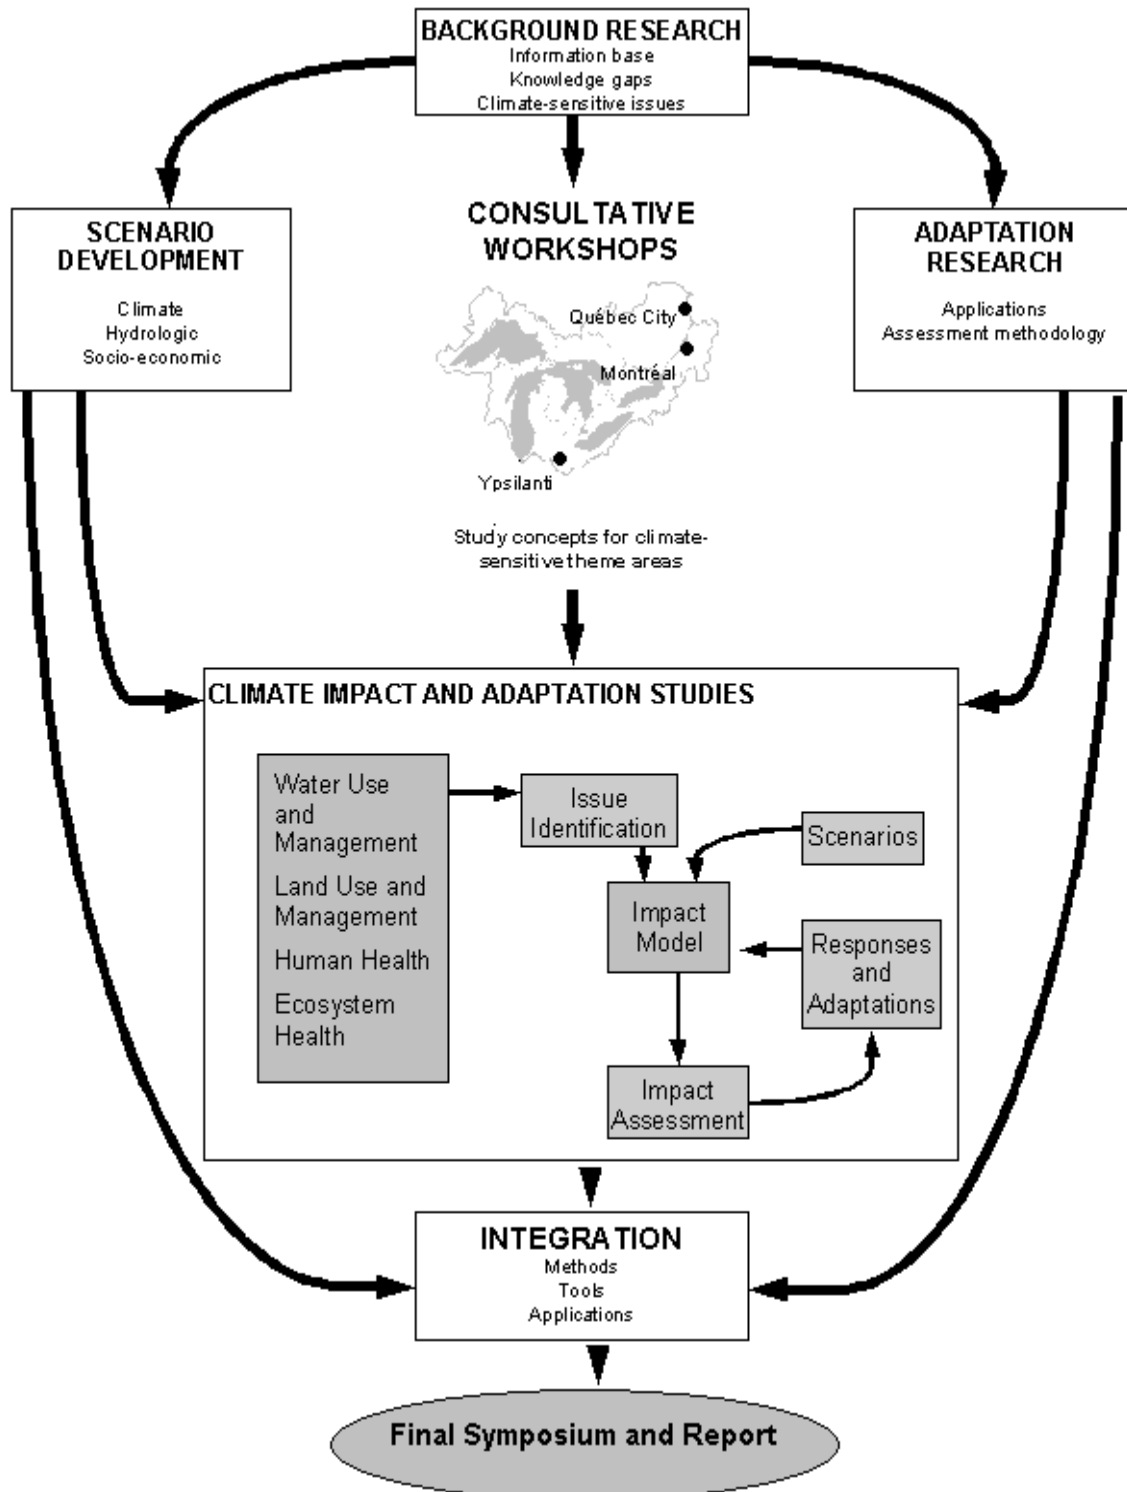 BACKGROUND RESEARCH
Information base
Knowledge gaps
Climate-sensitive issues
SCENARIO
DEVELOPMENT
Climate
Hydrologic
Socio-economic
CONSULTATIVE
WORKSHOPS
Québec City
Montréal
Ypsilanti
Study concepts for climate-
sensitive theme areas
ADAPTATION
RESEARCH
Applications
Assessment methodology
CLIMATE IMPACT AND ADAPTATION STUDIES
Water Use
and
Management
Land Use and
Management
Human Health
Ecosystem
Health
Issue
Identification
Scenarios
Impact
Model
Responses
and
Adaptations
Impact
Assessment
INTEGRATION
Methods
Tools
Applications
Final Symposium and Report